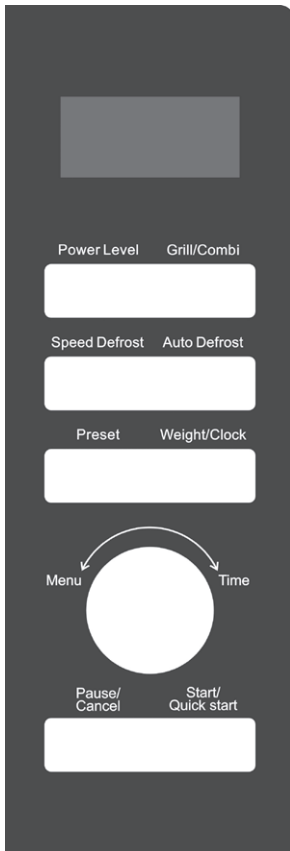 Power Level Grill/Combi
Speed Defrost Auto Defrost
Preset Weight/Clock
Menu Time
Pause/ Start/
Cancel Quick start